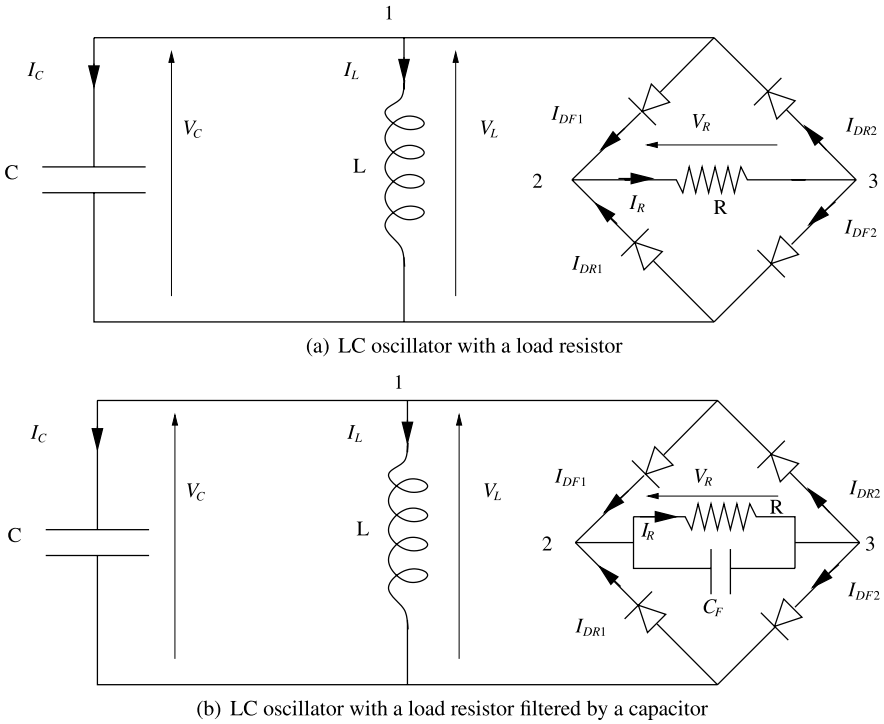 1
I_C
V_C
C
I_L
L
V_L
I_DF1
V_R
I_DR2
2
I_R
R
3
I_DR1
I_DF2
(a) LC oscillator with a load resistor
1
I_C
V_C
C
I_L
L
V_L
I_DF1
V_R
I_DR2
R
2
I_R
3
C_F
I_DR1
I_DF2
(b) LC oscillator with a load resistor filtered by a capacitor